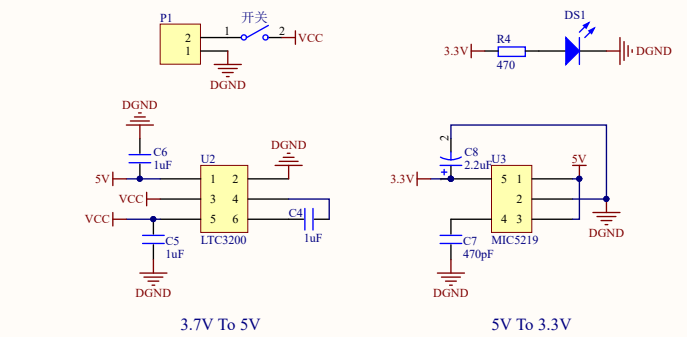 P1
开关
2
1
1
2
VCC
DGND
DS1
R4
3.3V
470
DGND
DGND
C6
1uF
5V
U2
DGND
1
2
VCC
3
4
VCC
5
6
C4
1uF
LTC3200
C5
1uF
DGND
3.7V To 5V
2
C8
2.2uF
+
U3
5V
3.3V
5
1
2
4
3
DGND
MIC5219
C7
470pF
DGND
5V To 3.3V